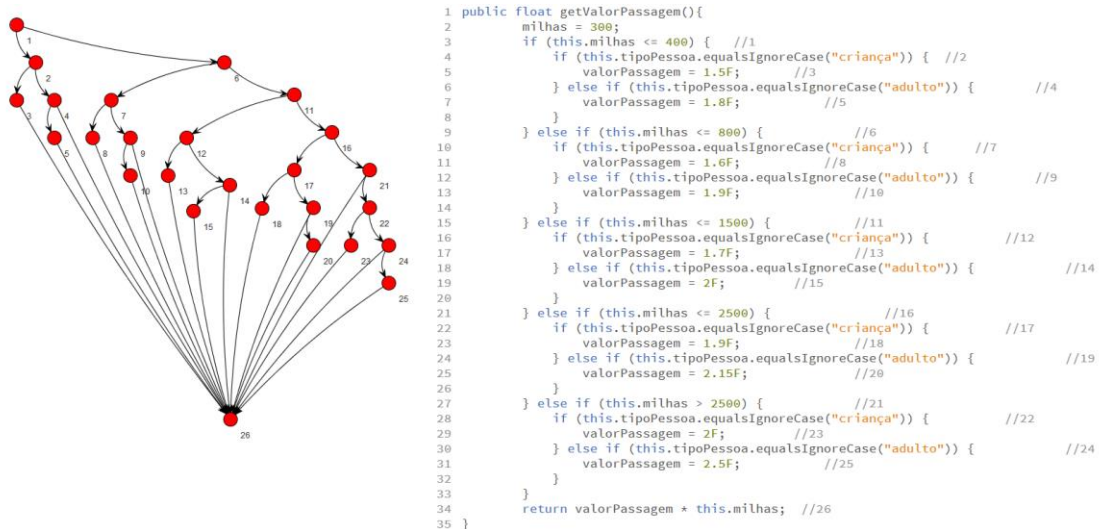 1
2
3
4
5
6
7
8
9
10
11
12
13
14
15
16
17
18
19
20
21
22
23
24
25
26
1 public float getValorPassagem(){
2 milhas = 300;
3 if (this.milhas <= 400) { //1
4 if (this.tipoPessoa.equalsIgnoreCase("criança")) { //2
5 valorPassagem = 1.5F; //3
6 } else if (this.tipoPessoa.equalsIgnoreCase("adulto")) { //4
7 valorPassagem = 1.8F; //5
8 }
9 } else if (this.milhas <= 800) { //6
10 if (this.tipoPessoa.equalsIgnoreCase("criança")) { //7
11 valorPassagem = 1.6F; //8
12 } else if (this.tipoPessoa.equalsIgnoreCase("adulto")) { //9
13 valorPassagem = 1.9F; //10
14 }
15 } else if (this.milhas <= 1500) { //11
16 if (this.tipoPessoa.equalsIgnoreCase("criança")) { //12
17 valorPassagem = 1.7F; //13
18 } else if (this.tipoPessoa.equalsIgnoreCase("adulto")) { //14
19 valorPassagem = 2F; //15
20 }
21 } else if (this.milhas <= 2500) { //16
22 if (this.tipoPessoa.equalsIgnoreCase("criança")) { //17
23 valorPassagem = 1.9F; //18
24 } else if (this.tipoPessoa.equalsIgnoreCase("adulto")) { //19
25 valorPassagem = 2.15F; //20
26 }
27 } else if (this.milhas > 2500) { //21
28 if (this.tipoPessoa.equalsIgnoreCase("criança")) { //22
29 valorPassagem = 2F; //23
30 } else if (this.tipoPessoa.equalsIgnoreCase("adulto")) { //24
31 valorPassagem = 2.5F; //25
32 }
33 }
34 return valorPassagem * this.milhas; //26
35 }